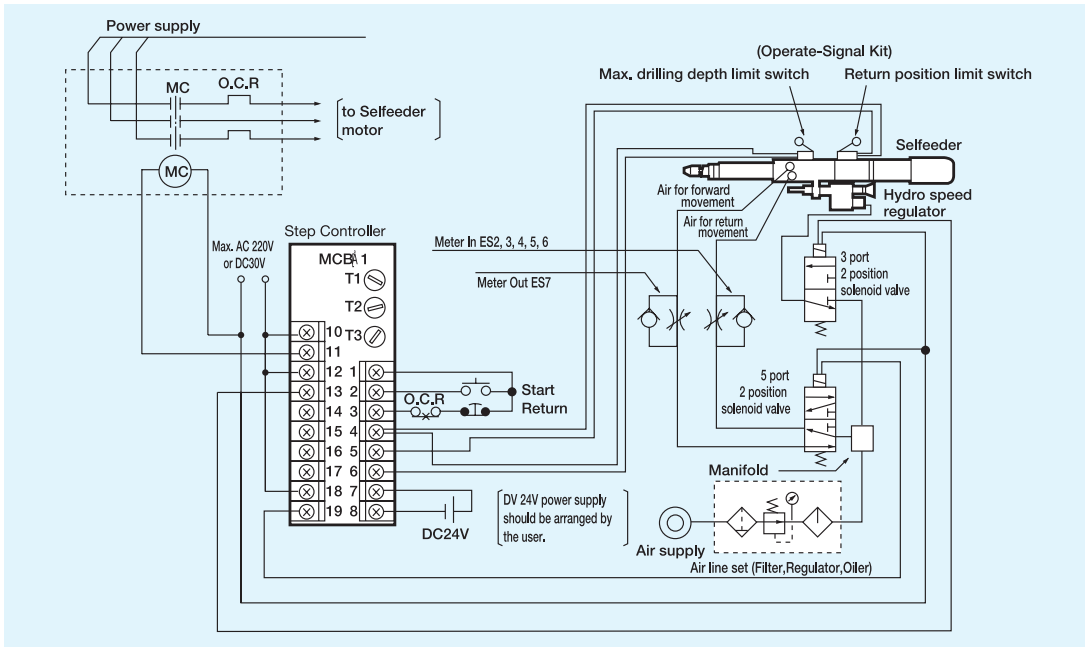 Power supply
MC
O.C.R
to Selfeeder
motor
MC
(Operate-Signal Kit)
Max. drilling depth limit switch
Return position limit switch
Selfeeder
Air for forward
movement
Air for return
movement
Hydro speed
regulator
Step Controller
Max. AC 220V
or DC30V
T1
T2
T3
Meter In ES2, 3, 4, 5, 6
Meter Out ES7
3 port
2 position
solenoid valve
5 port
2 position
solenoid valve
10
11
12 1
13 2
14 3
15 4
16 5
17 6
18 7
19 8
O.C.R
Start
Return
DC24V
DV 24V power supply
should be arranged by
the user.
Manifold
Air supply
Air line set (Filter,Regulator,Oiler)